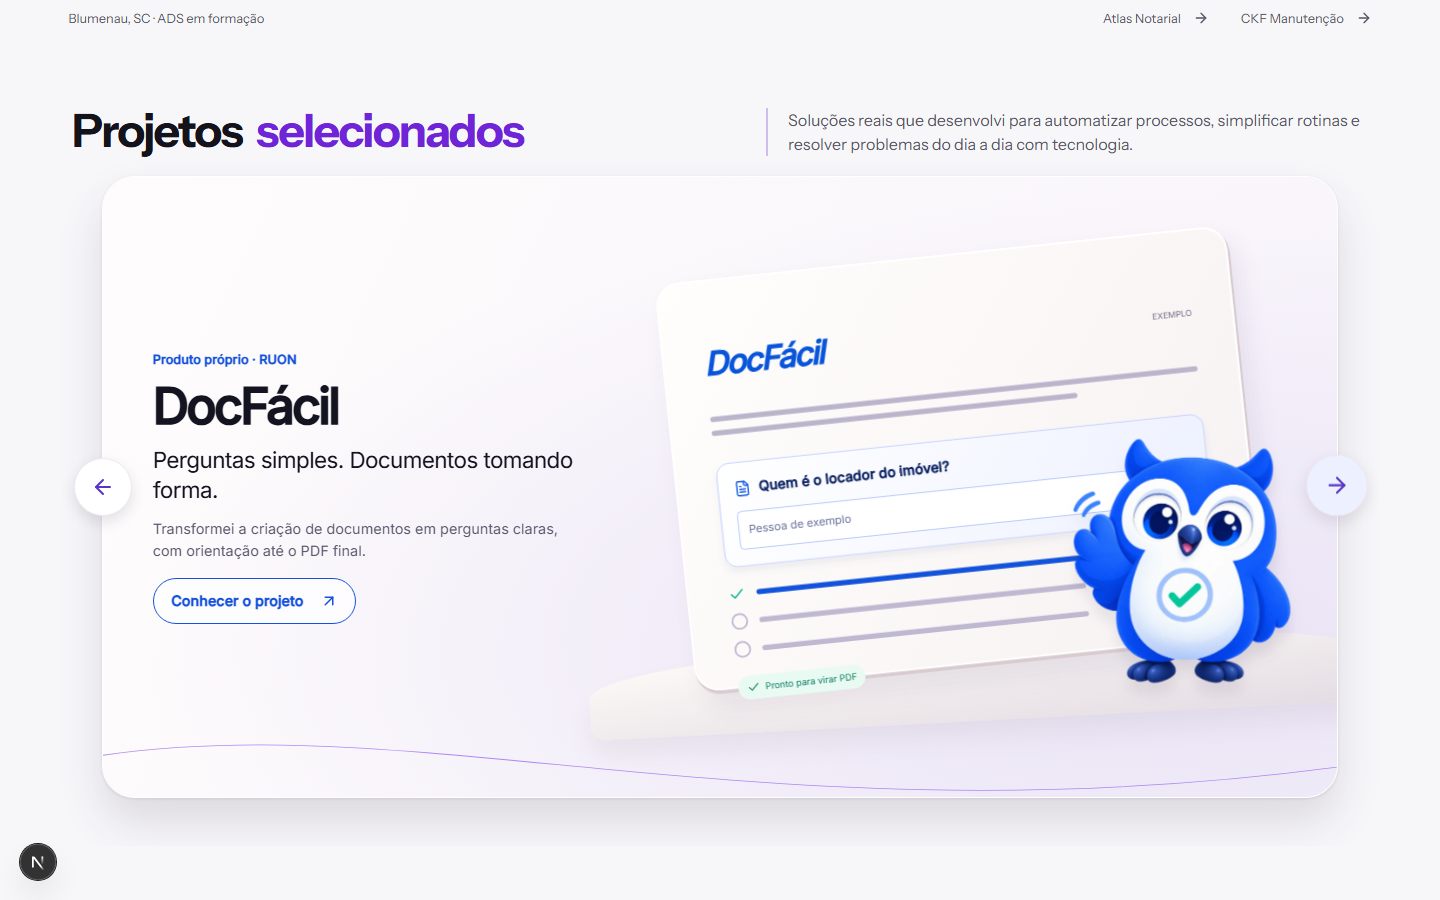 Blumenau, SC · ADS em formação
Atlas Notarial
CKF Manutenção
Projetos selecionados
Soluções reais que desenvolvi para automatizar processos, simplificar rotinas e
resolver problemas do dia a dia com tecnologia.
Produto próprio · RUON
DocFácil
Perguntas simples. Documentos tomando
forma.
Transformei a criação de documentos em perguntas claras,
com orientação até o PDF final.
Conhecer o projeto
EXEMPLO
DocFácil
Quem é o locador do imóvel?
Pessoa de exemplo
Pronto para virar PDF
N